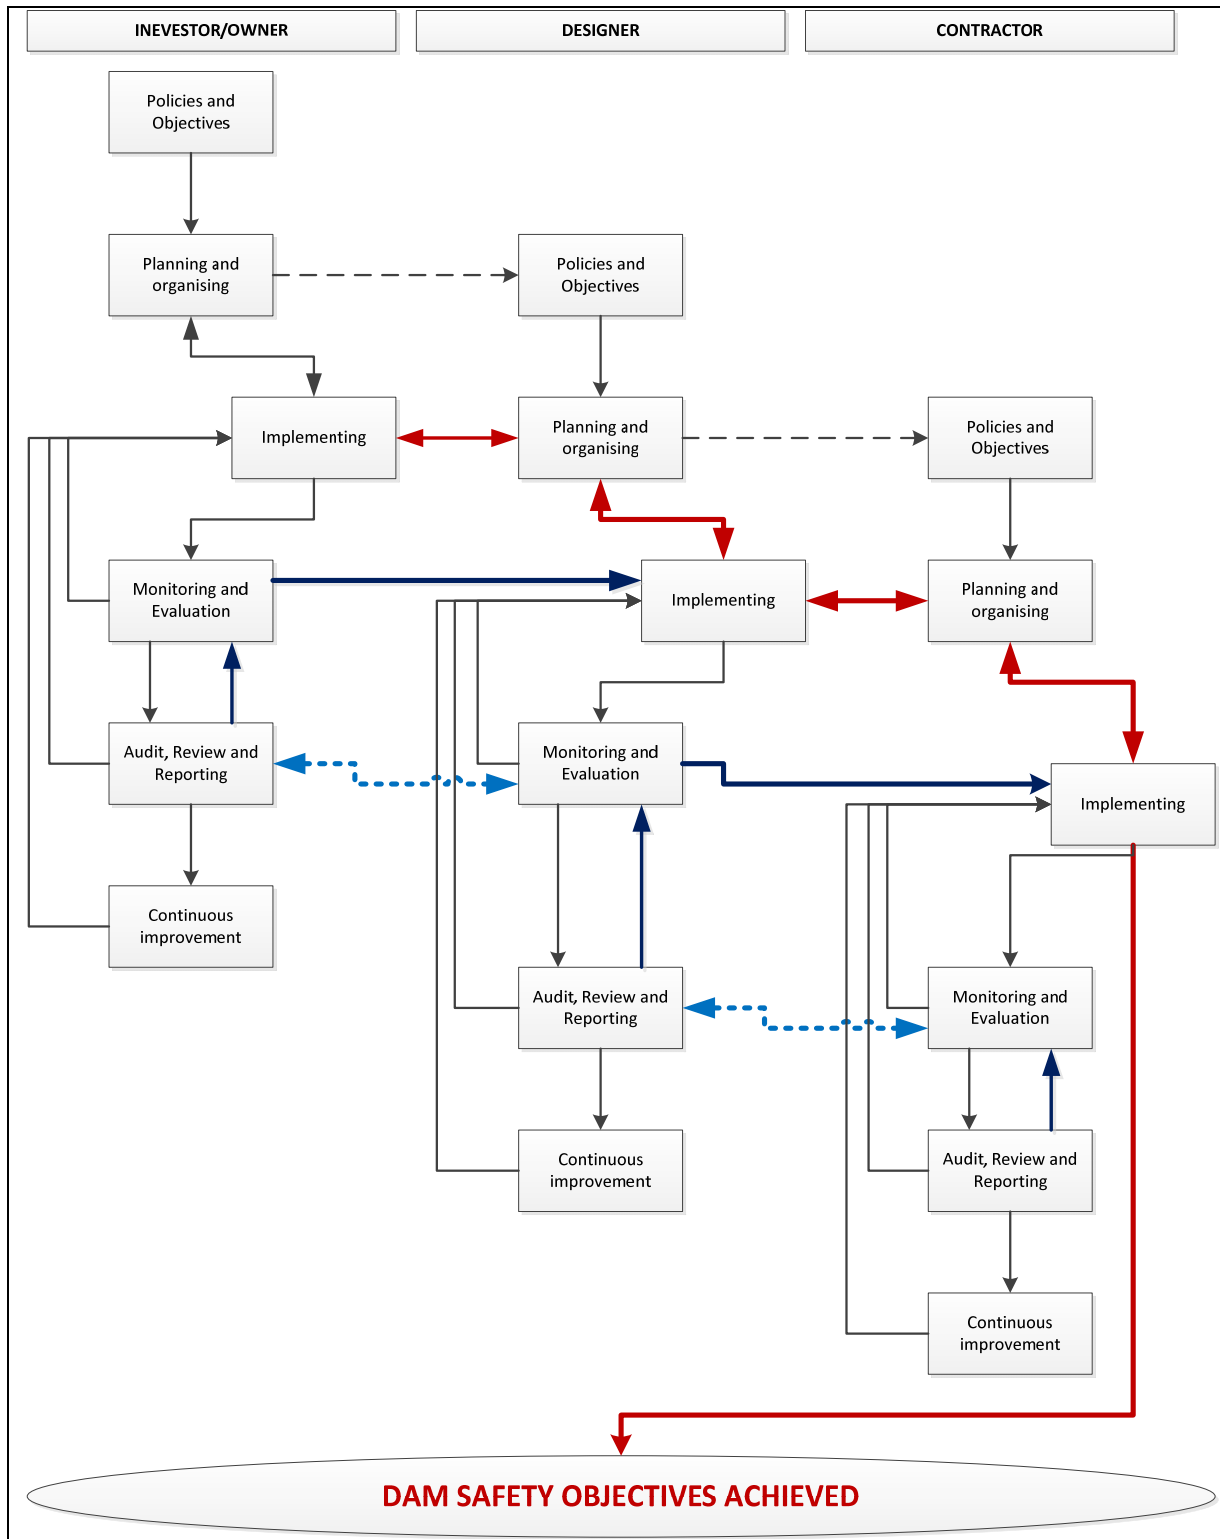 INEVESTOR/OWNER
DESIGNER
CONTRACTOR
Policies and
Objectives
Planning and
organising
Policies and
Objectives
Implementing
Planning and
organising
Policies and
Objectives
Monitoring and
Evaluation
Implementing
Planning and
organising
Audit, Review and
Reporting
Monitoring and
Evaluation
Implementing
Continuous
improvement
Audit, Review and
Reporting
Monitoring and
Evaluation
Continuous
improvement
Audit, Review and
Reporting
Continuous
improvement
DAM SAFETY OBJECTIVES ACHIEVED